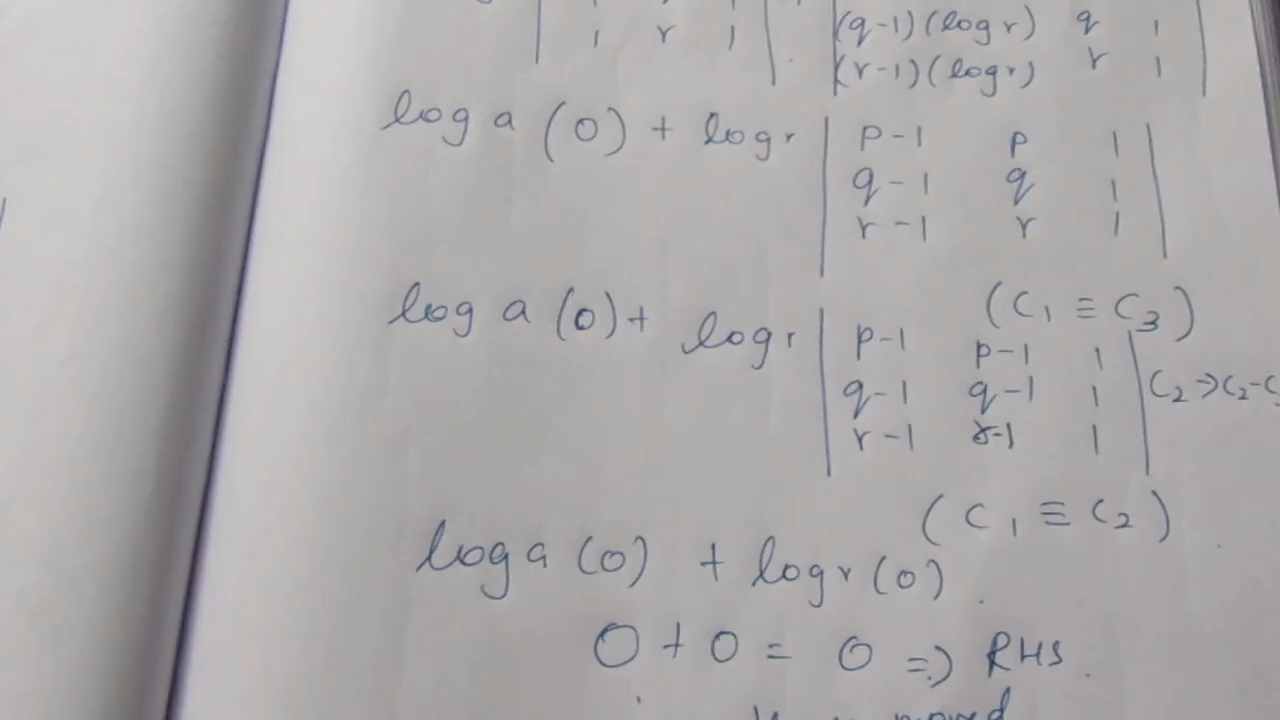 1 r 1 (q-1)(log r) q 1
(r-1)(log r) r 1
log a (0) + log r | p-1 p 1 |
q-1 q 1
r-1 r 1
(C₁ ≡ C₃)
log a (0) + log r | p-1 p-1 1 |
q-1 q-1 1 C₂→C₂-C
r-1 r-1 1
(C₁ ≡ C₂)
log a (0) + log r (0).
0 + 0 = 0 => RHS.